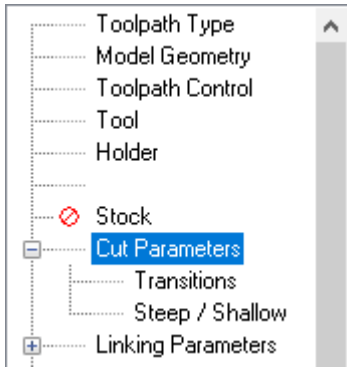 Toolpath Type
Model Geometry
Toolpath Control
Tool
Holder
Stock
Cut Parameters
Transitions
Steep / Shallow
Linking Parameters